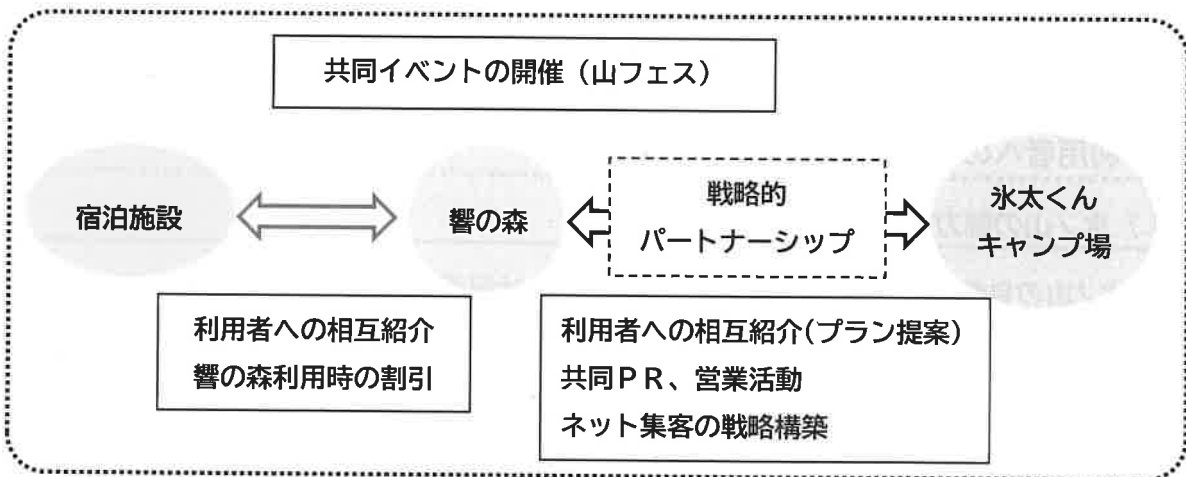 共同イベントの開催（山フェス）
宿泊施設
響の森
戦略的
パートナーシップ
氷太くん
キャンプ場
利用者への相互紹介
響の森利用時の割引
利用者への相互紹介（プラン提案）
共同ＰＲ、営業活動
ネット集客の戦略構築